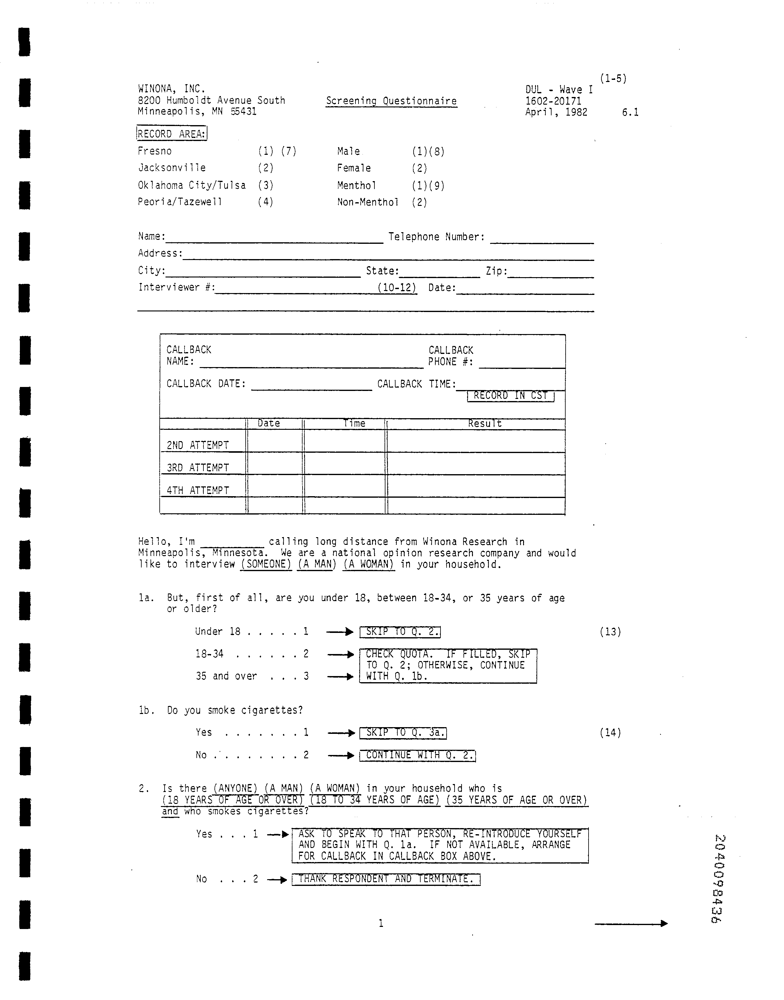 (1-5)
WINONA, INC. DUL - Wave I
8200 Humboldt Avenue South Screening Questionnaire 1602-20171
Minneapolis, MN 55431 April, 1982 6.1
RECORD AREA:
Fresno (1) (7) Male (1)(8)
Jacksonville (2) Female (2)
Oklahoma City/Tulsa (3) Menthol (1)(9)
Peoria/Tazewell (4) Non-Menthol (2)
Name: Telephone Number:
Address:
City: State: Zip:
Interviewer #: (10-12) Date:
CALLBACK CALLBACK
NAME: PHONE #:
CALLBACK DATE: CALLBACK TIME:
RECORD IN CST
Date Time Result
2ND ATTEMPT
3RD ATTEMPT
4TH ATTEMPT
Hello, I'm ________ calling long distance from Winona Research in
Minneapolis, Minnesota. We are a national opinion research company and would
like to interview (SOMEONE) (A MAN) (A WOMAN) in your household.
1a. But, first of all, are you under 18, between 18-34, or 35 years of age
or older?
Under 18 . . . . . 1 SKIP TO Q. 2. (13)
18-34 . . . . . . 2 CHECK QUOTA. IF FILLED, SKIP
TO Q. 2; OTHERWISE, CONTINUE
35 and over . . . 3 WITH Q. 1b.
1b. Do you smoke cigarettes?
Yes . . . . . . . 1 SKIP TO Q. 3a. (14)
No . . . . . . . . 2 CONTINUE WITH Q. 2.
2. Is there (ANYONE) (A MAN) (A WOMAN) in your household who is
(18 YEARS OF AGE OR OVER) (18 TO 34 YEARS OF AGE) (35 YEARS OF AGE OR OVER)
and who smokes cigarettes?
Yes . . . 1 ASK TO SPEAK TO THAT PERSON, RE-INTRODUCE YOURSELF
AND BEGIN WITH Q. 1a. IF NOT AVAILABLE, ARRANGE
FOR CALLBACK IN CALLBACK BOX ABOVE.
No . . . 2 THANK RESPONDENT AND TERMINATE.
1
2040098436